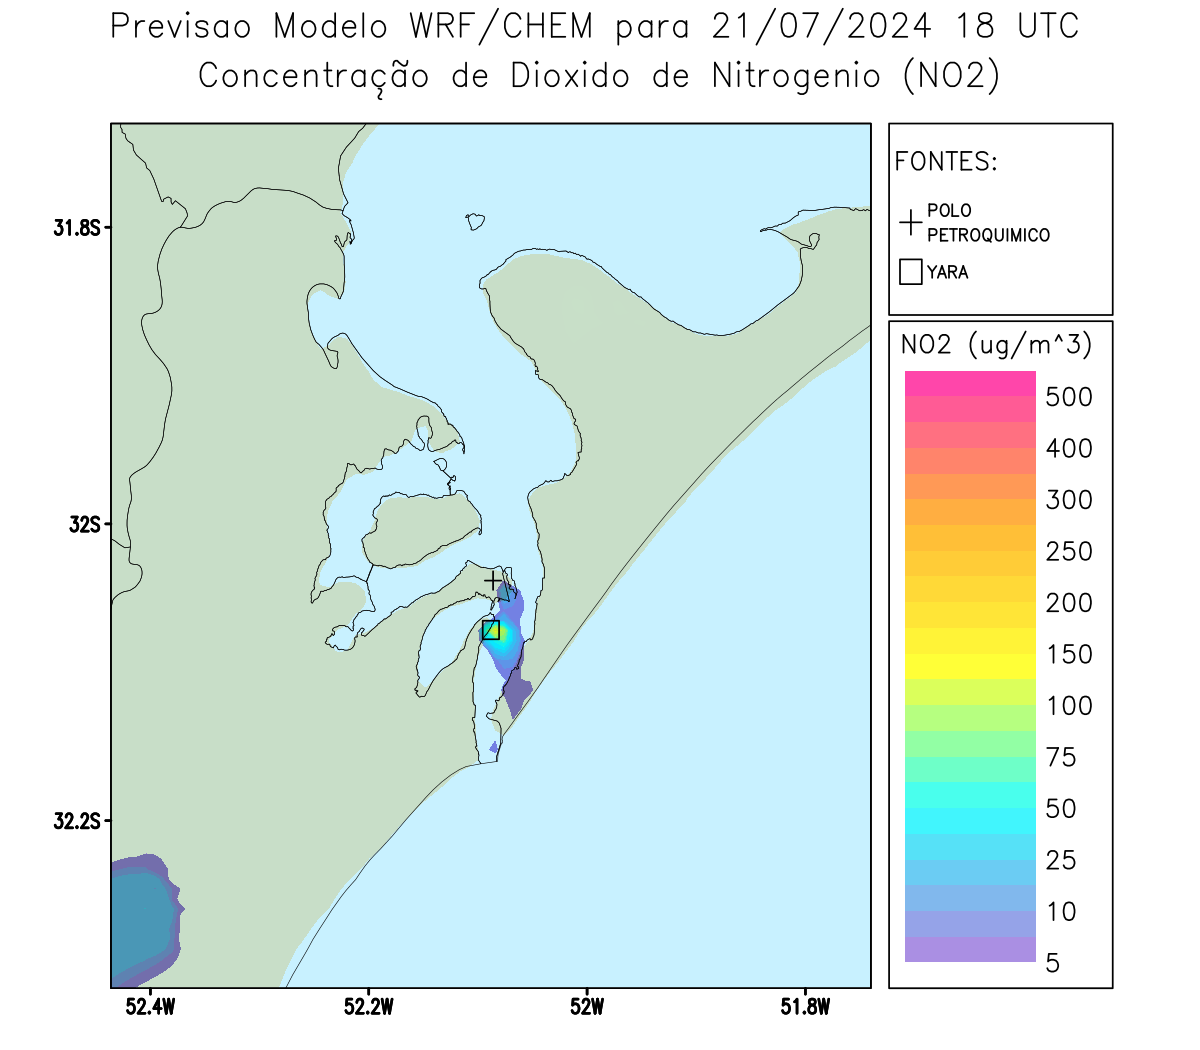 Previsao Modelo WRF/CHEM para 21/07/2024 18 UTC
Concentração de Dioxido de Nitrogenio (NO2)
FONTES:
POLO
PETROQUIMICO
YARA
NO2 (ug/m^3)
500
400
300
250
200
150
100
75
50
25
10
5
31.8S
32S
32.2S
52.4W
52.2W
52W
51.8W